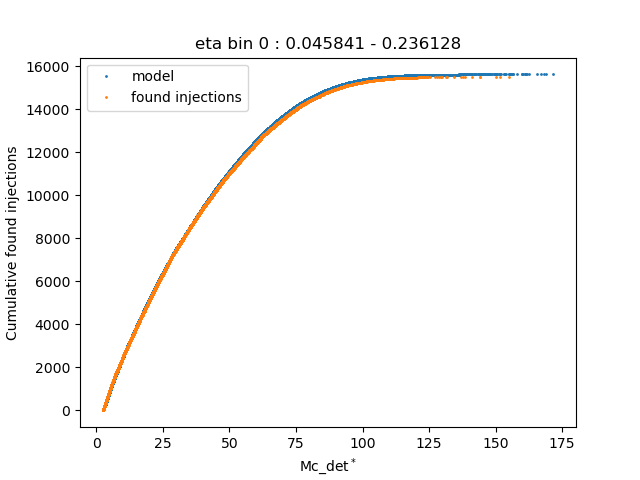 eta bin 0 : 0.045841 - 0.236128
16000
14000
12000
10000
8000
6000
4000
2000
0
Cumulative found injections
model
found injections
0 25 50 75 100 125 150 175
Mc_det*